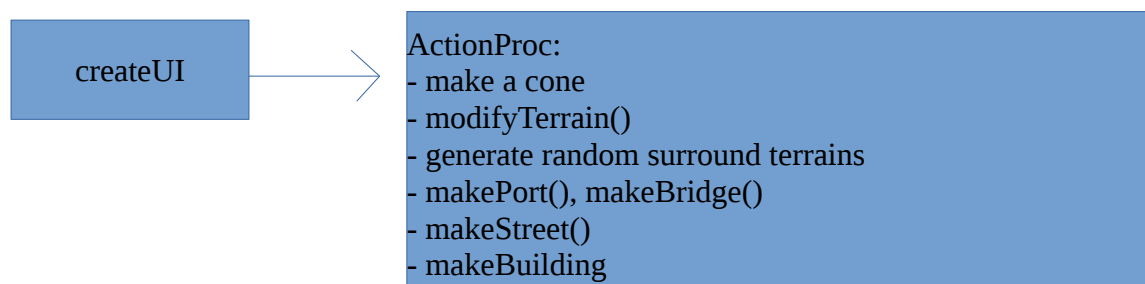 createUI
ActionProc:
- make a cone
- modifyTerrain()
- generate random surround terrains
- makePort(), makeBridge()
- makeStreet()
- makeBuilding